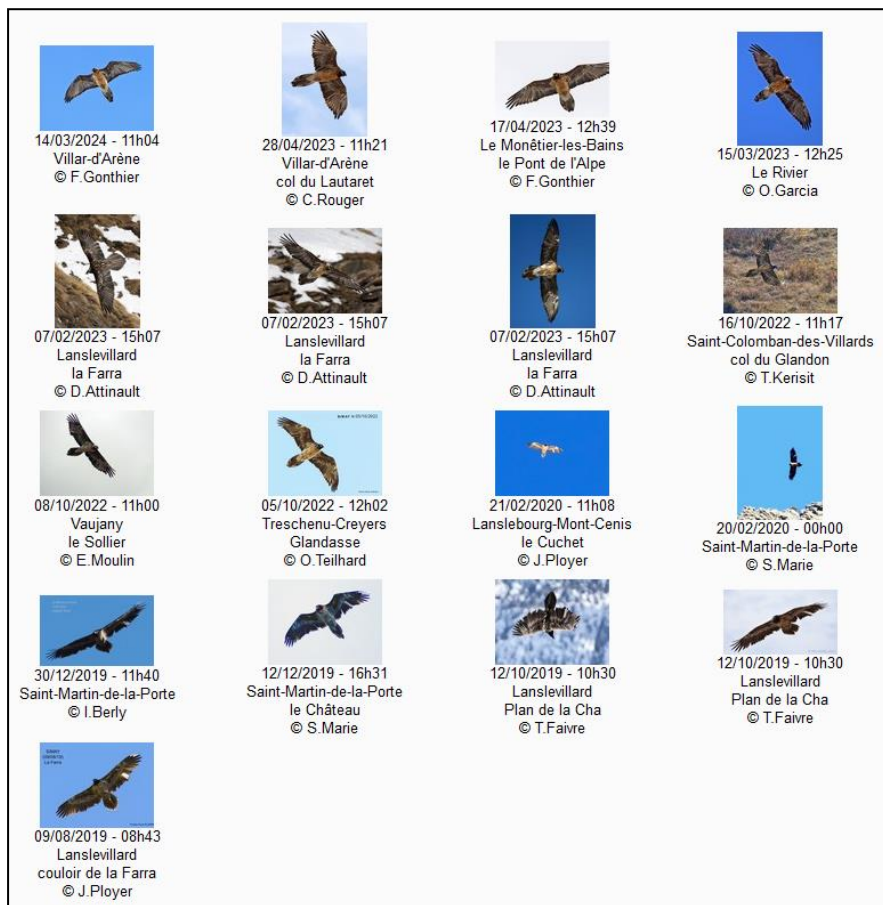 14/03/2024 - 11h04
Villar-d'Arène
© F.Gonthier
28/04/2023 - 11h21
Villar-d'Arène
col du Lautaret
© C.Rouger
17/04/2023 - 12h39
Le Monêtier-les-Bains
le Pont de l'Alpe
© F.Gonthier
15/03/2023 - 12h25
Le Rivier
© O.Garcia
07/02/2023 - 15h07
Lanslevillard
la Farra
© D.Attinault
07/02/2023 - 15h07
Lanslevillard
la Farra
© D.Attinault
07/02/2023 - 15h07
Lanslevillard
la Farra
© D.Attinault
16/10/2022 - 11h17
Saint-Colomban-des-Villards
col du Glandon
© T.Kerisit
08/10/2022 - 11h00
Vaujany
le Sollier
© E.Moulin
05/10/2022 - 12h02
Treschenu-Creyers
Glandasse
© O.Teilhard
21/02/2020 - 11h08
Lanslebourg-Mont-Cenis
le Cuchet
© J.Ployer
20/02/2020 - 00h00
Saint-Martin-de-la-Porte
© S.Marie
30/12/2019 - 11h40
Saint-Martin-de-la-Porte
© I.Berly
12/12/2019 - 16h31
Saint-Martin-de-la-Porte
le Château
© S.Marie
12/10/2019 - 10h30
Lanslevillard
Plan de la Cha
© T.Faivre
12/10/2019 - 10h30
Lanslevillard
Plan de la Cha
© T.Faivre
La Farra
09/08/2019 - 08h43
Lanslevillard
couloir de la Farra
© J.Ployer